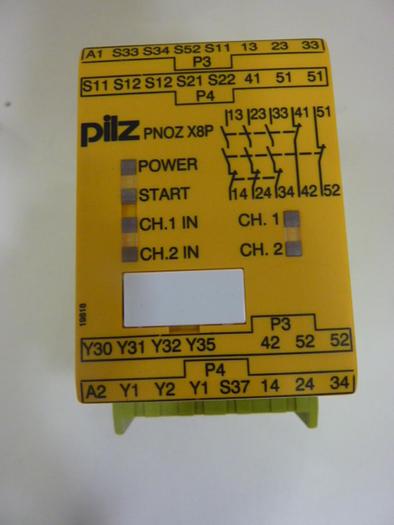 A1 S33 S34 S52 S11 13 23 33
P3
S11 S12 S12 S21 S22 41 51 51
P4
pilz PNOZ X8P
13 23 33 41 51
14 24 34 42 52
POWER
START
CH.1 IN CH. 1
CH.2 IN CH. 2
19818
P3
Y30 Y31 Y32 Y35 42 52 52
P4
A2 Y1 Y2 Y1 S37 14 24 34